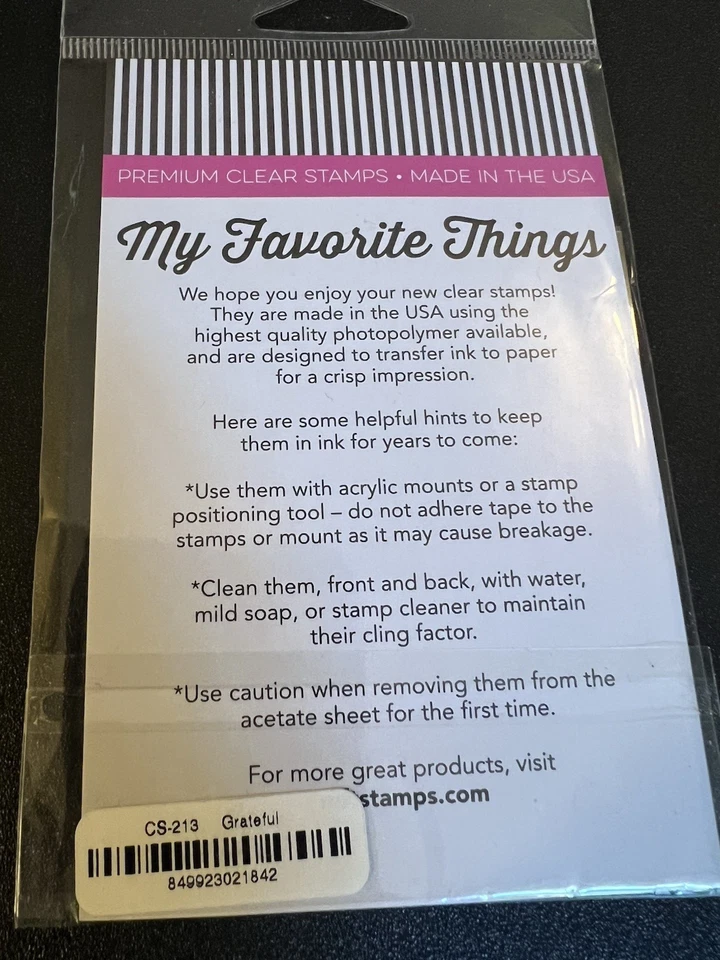 PREMIUM CLEAR STAMPS • MADE IN THE USA
My Favorite Things
We hope you enjoy your new clear stamps!
They are made in the USA using the
highest quality photopolymer available,
and are designed to transfer ink to paper
for a crisp impression.
Here are some helpful hints to keep
them in ink for years to come:
*Use them with acrylic mounts or a stamp
positioning tool – do not adhere tape to the
stamps or mount as it may cause breakage.
*Clean them, front and back, with water,
mild soap, or stamp cleaner to maintain
their cling factor.
*Use caution when removing them from the
acetate sheet for the first time.
For more great products, visit
stamps.com
CS-213 Grateful
849923021842